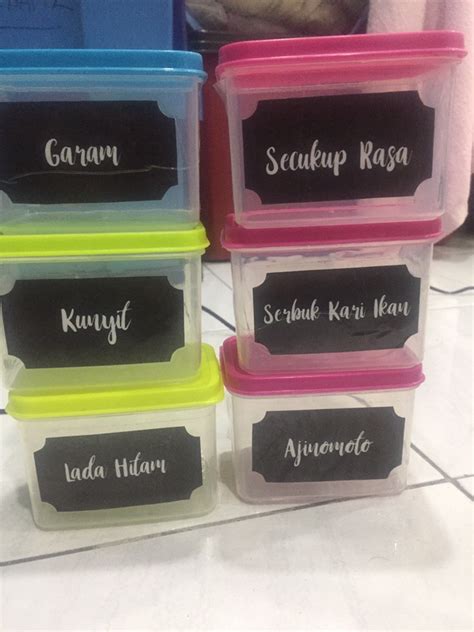 Garam
Secukup Rasa
Kunyit
Serbuk Kari Ikan
Lada Hitam
Ajinomoto